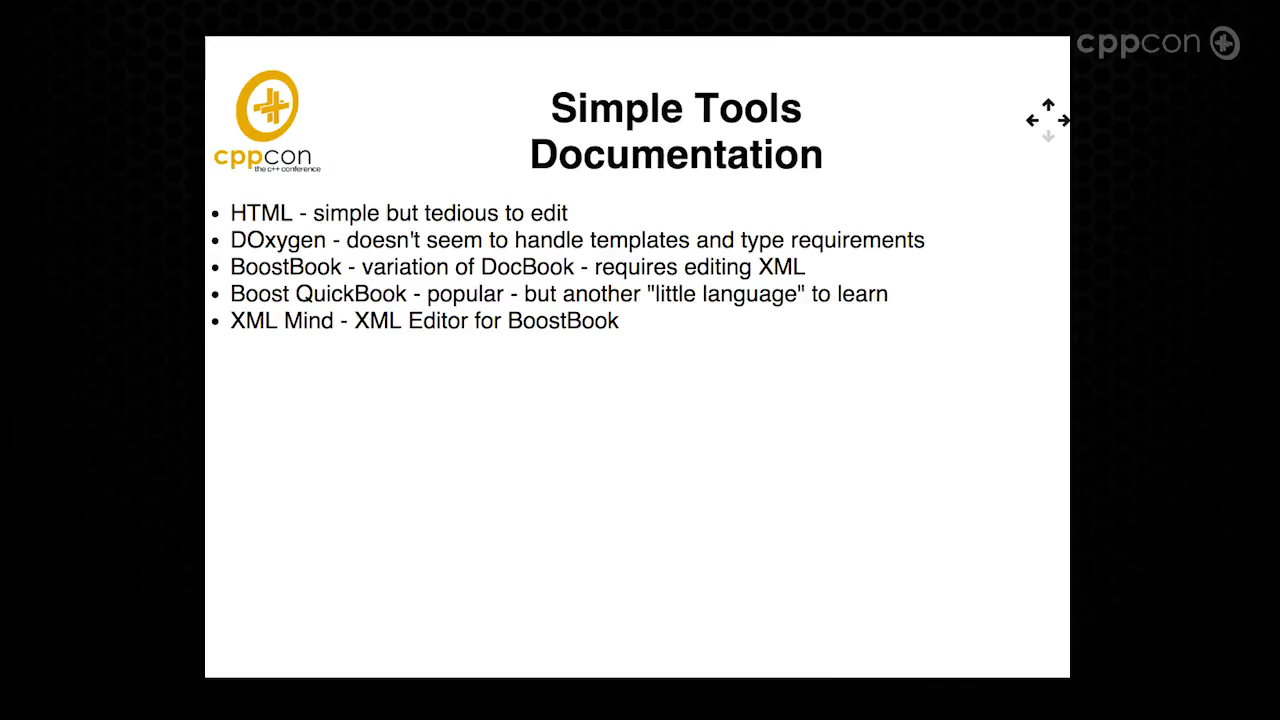 cppcon
cppcon
the c++ conference
Simple Tools
Documentation
• HTML - simple but tedious to edit
• DOxygen - doesn't seem to handle templates and type requirements
• BoostBook - variation of DocBook - requires editing XML
• Boost QuickBook - popular - but another "little language" to learn
• XML Mind - XML Editor for BoostBook